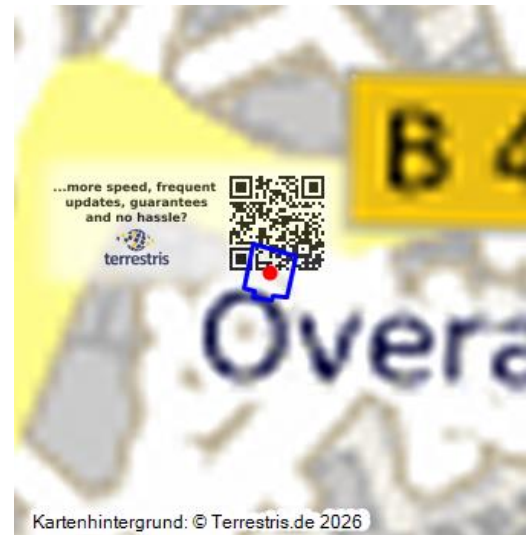 B 4
...more speed, frequent
updates, guarantees
and no hassle?
terrestris
Overa
Kartenhintergrund: © Terrestris.de 2026